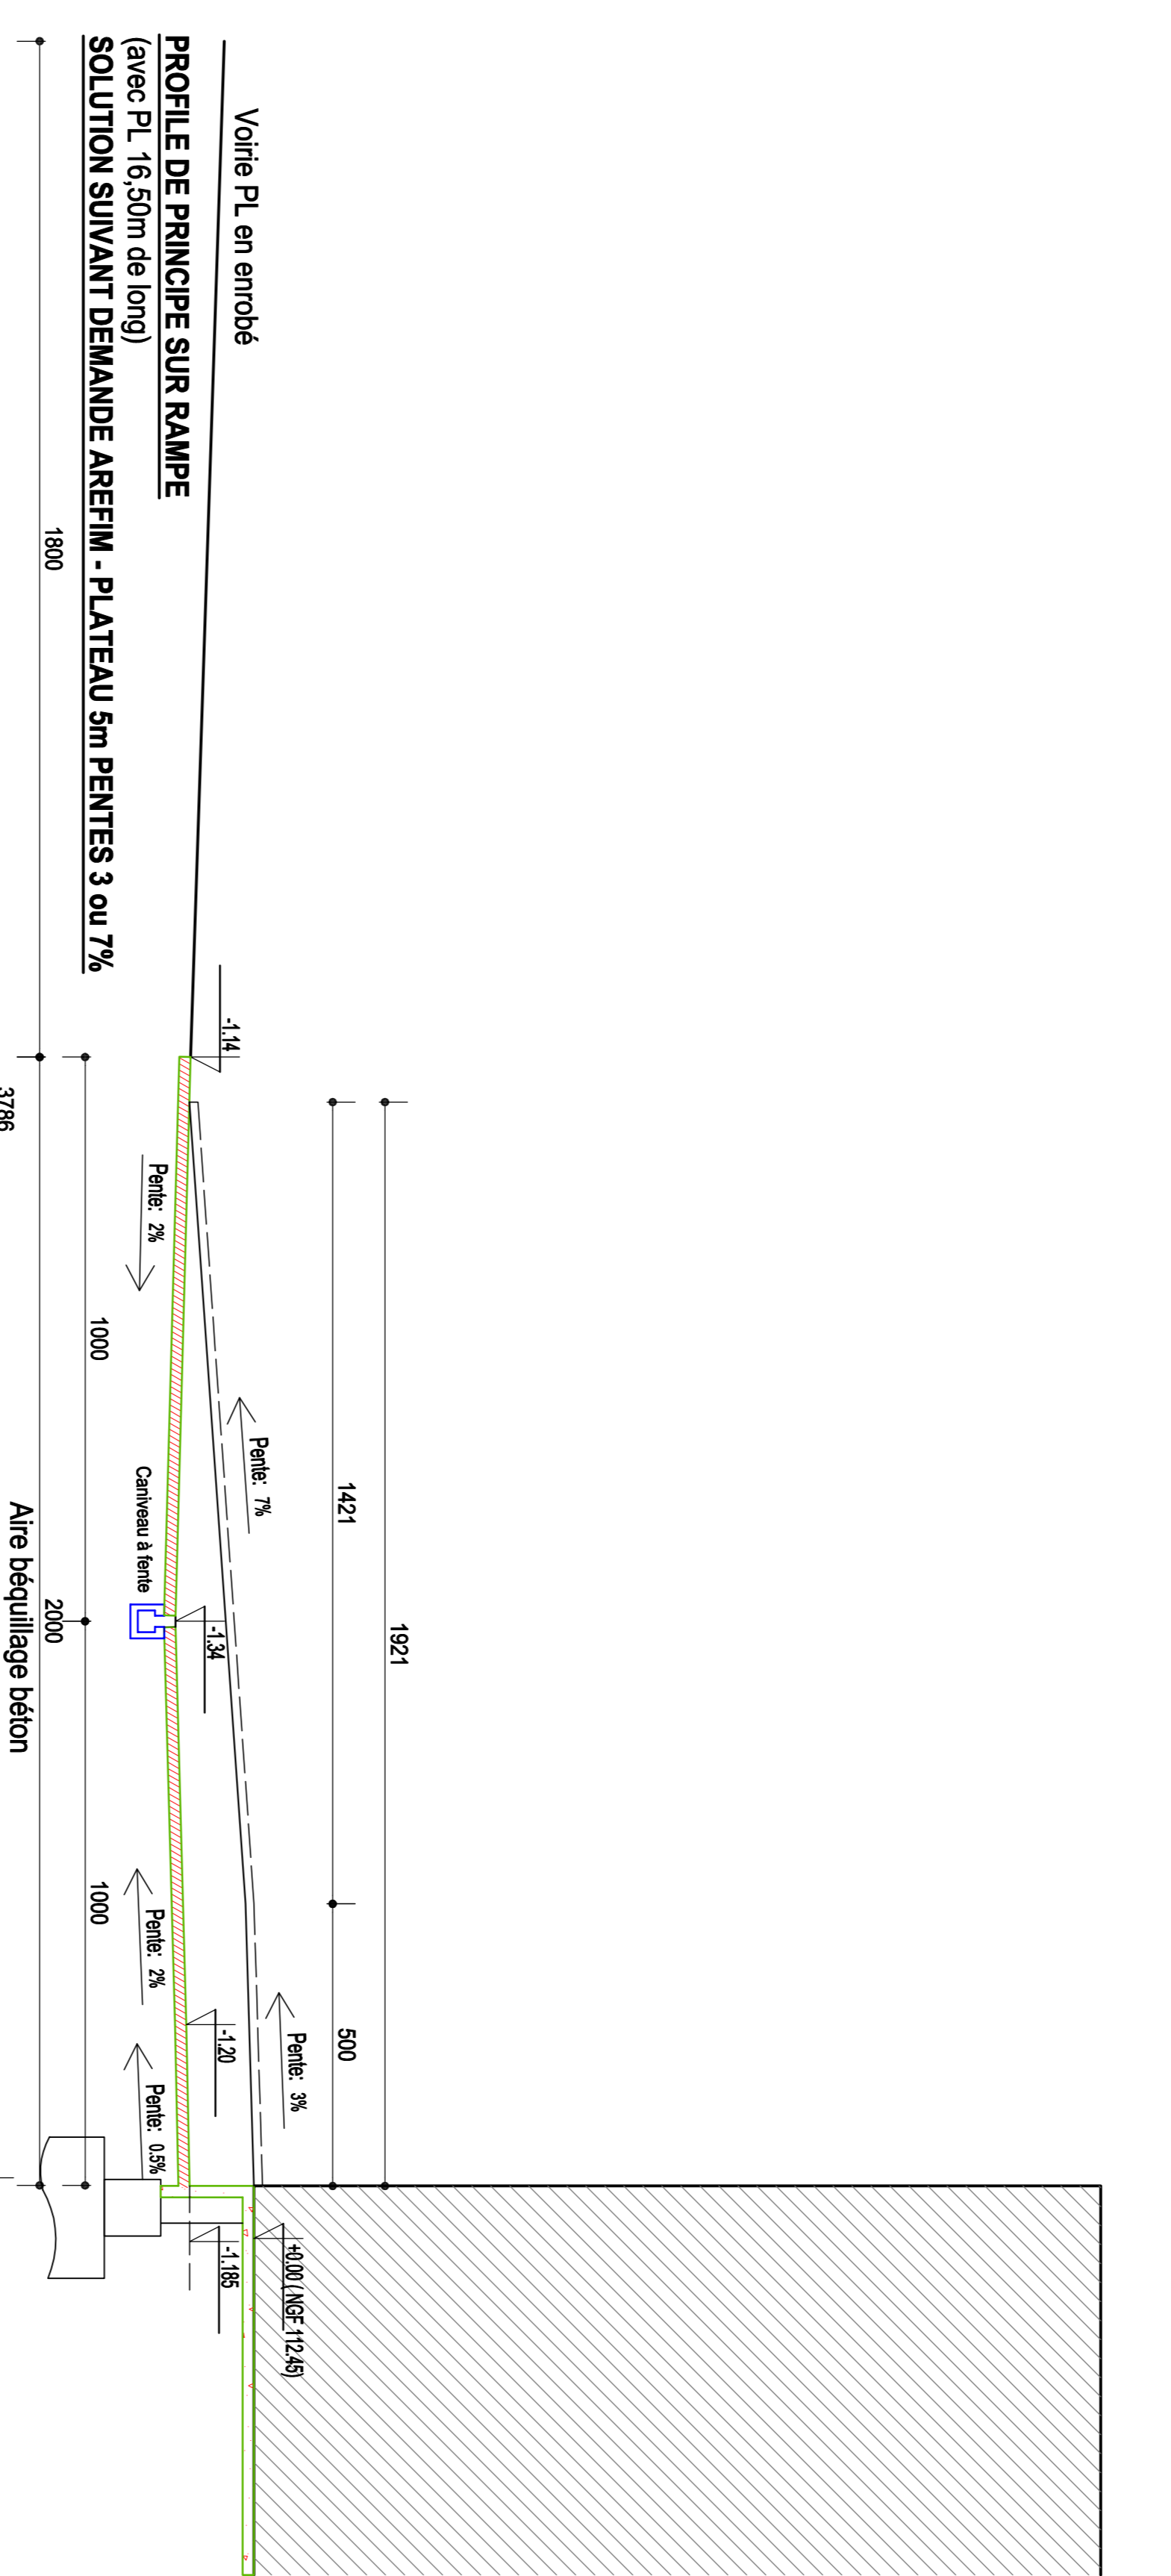 1921
1421
500
Pente: 7%
Pente: 3%
Voirie PL en enrobé
-1.14
-1.34
-1.20
-1.185
+0.00 ( NGF 112.45)
PROFILE DE PRINCIPE SUR RAMPE
(avec PL 16,50m de long)
SOLUTION SUIVANT DEMANDE AREFIM - PLATEAU 5m PENTES 3 ou 7%
Pente: 2%
Caniveau à fente
Pente: 2%
Pente: 0.5%
1000
1000
1800
2000
Aire béquillage béton
3786